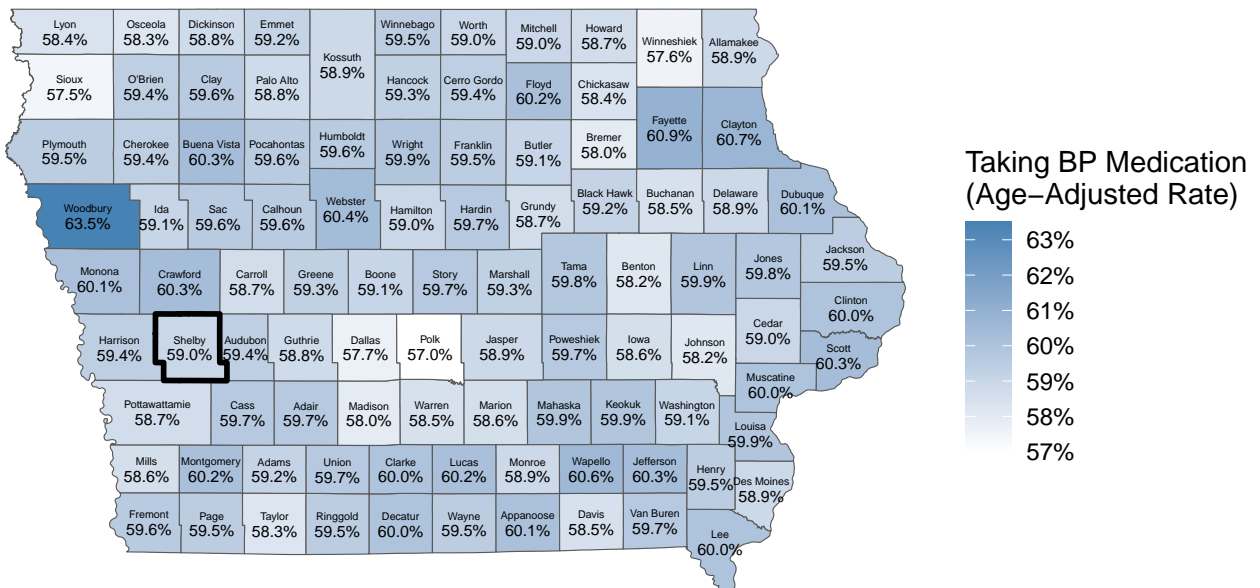 Lyon
58.4%
Osceola
58.3%
Dickinson
58.8%
Emmet
59.2%
Kossuth
58.9%
Winnebago
59.5%
Worth
59.0%
Mitchell
59.0%
Howard
58.7%
Winneshiek
57.6%
Allamakee
58.9%
Sioux
57.5%
O'Brien
59.4%
Clay
59.6%
Palo Alto
58.8%
Hancock
59.3%
Cerro Gordo
59.4%
Floyd
60.2%
Chickasaw
58.4%
Fayette
60.9%
Clayton
60.7%
Plymouth
59.5%
Cherokee
59.4%
Buena Vista
60.3%
Pocahontas
59.6%
Humboldt
59.6%
Wright
59.9%
Franklin
59.5%
Butler
59.1%
Bremer
58.0%
Woodbury
63.5%
Ida
59.1%
Sac
59.6%
Calhoun
59.6%
Webster
60.4%
Hamilton
59.0%
Hardin
59.7%
Grundy
58.7%
Black Hawk
59.2%
Buchanan
58.5%
Delaware
58.9%
Dubuque
60.1%
Monona
60.1%
Crawford
60.3%
Carroll
58.7%
Greene
59.3%
Boone
59.1%
Story
59.7%
Marshall
59.3%
Tama
59.8%
Benton
58.2%
Linn
59.9%
Jones
59.8%
Jackson
59.5%
Clinton
60.0%
Harrison
59.4%
Shelby
59.0%
Audubon
59.4%
Guthrie
58.8%
Dallas
57.7%
Polk
57.0%
Jasper
58.9%
Poweshiek
59.7%
Iowa
58.6%
Johnson
58.2%
Cedar
59.0%
Scott
60.3%
Muscatine
60.0%
Pottawattamie
58.7%
Cass
59.7%
Adair
59.7%
Madison
58.0%
Warren
58.5%
Marion
58.6%
Mahaska
59.9%
Keokuk
59.9%
Washington
59.1%
Louisa
59.9%
Mills
58.6%
Montgomery
60.2%
Adams
59.2%
Union
59.7%
Clarke
60.0%
Lucas
60.2%
Monroe
58.9%
Wapello
60.6%
Jefferson
60.3%
Henry
59.5%
Des Moines
58.9%
Fremont
59.6%
Page
59.5%
Taylor
58.3%
Ringgold
59.5%
Decatur
60.0%
Wayne
59.5%
Appanoose
60.1%
Davis
58.5%
Van Buren
59.7%
Lee
60.0%
Taking BP Medication
(Age−Adjusted Rate)
63%
62%
61%
60%
59%
58%
57%